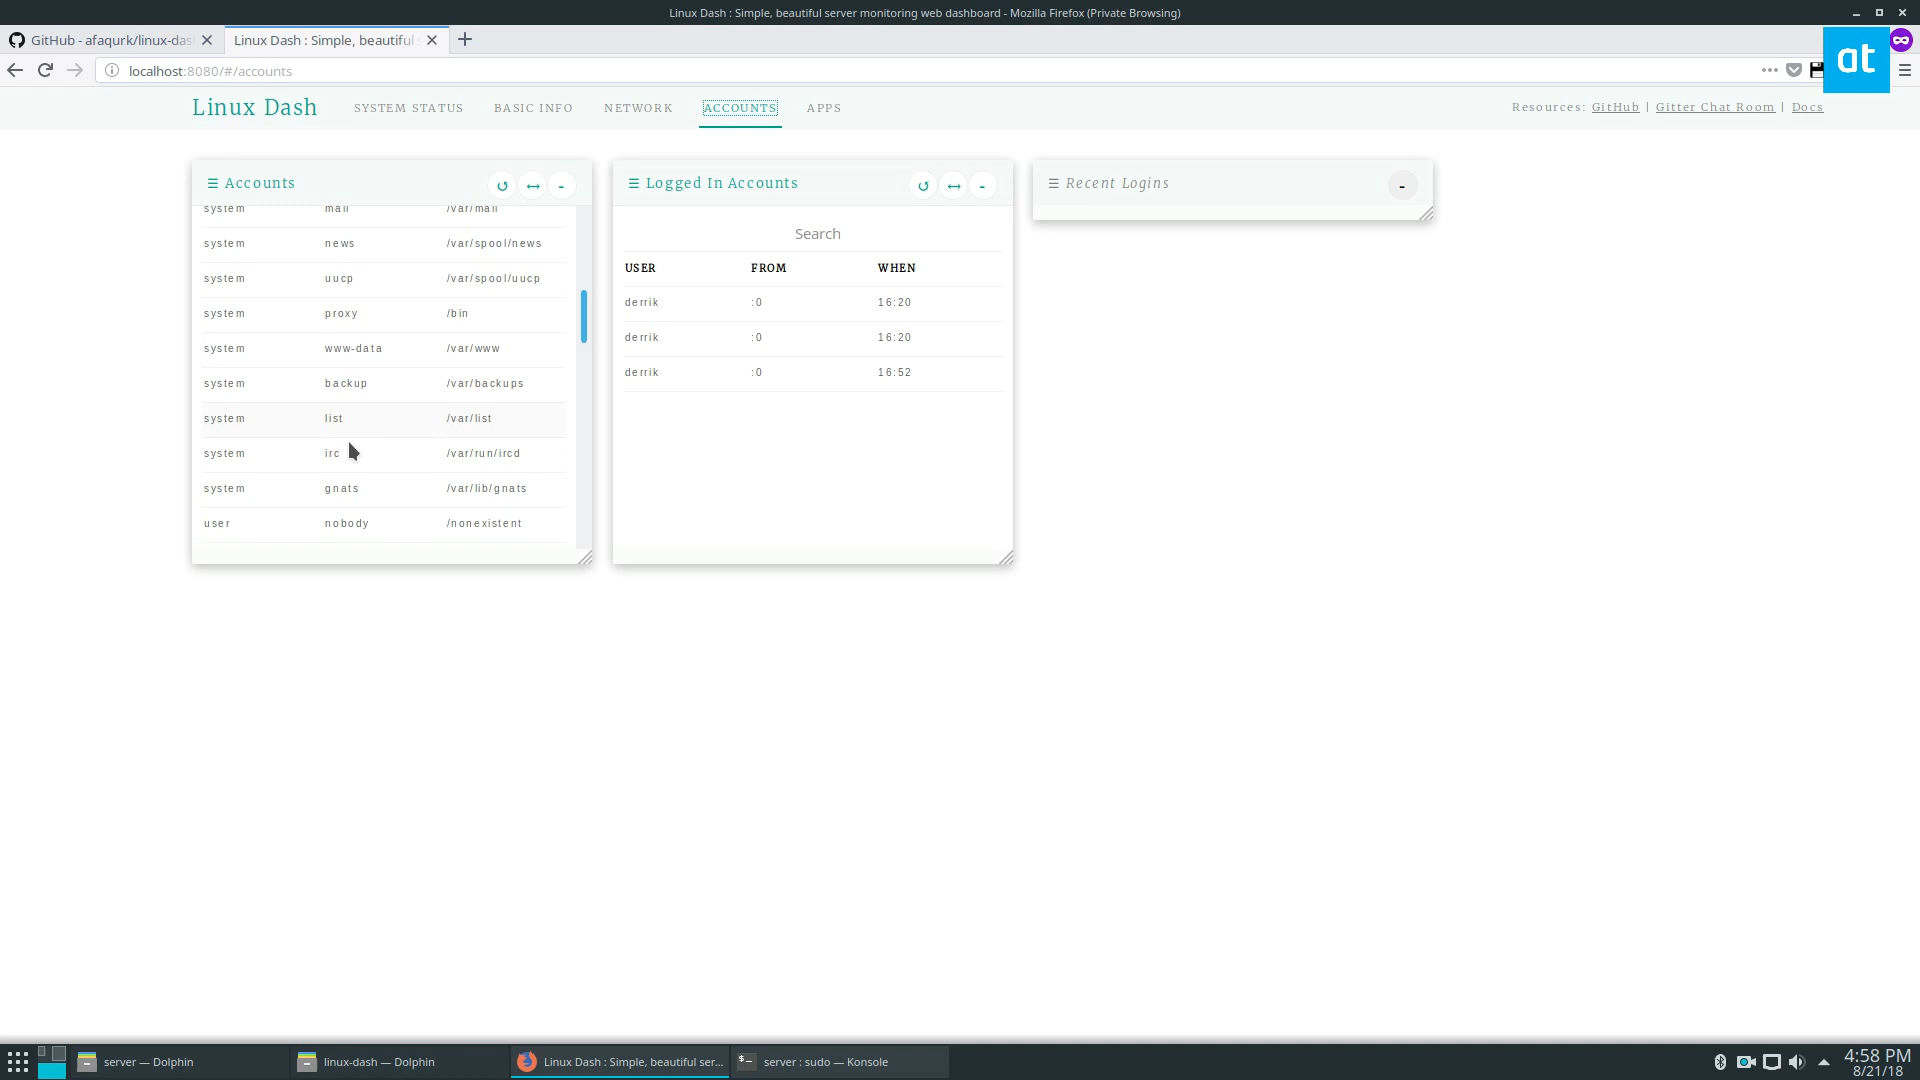 Linux Dash : Simple, beautiful server monitoring web dashboard - Mozilla Firefox (Private Browsing)
GitHub - afaqurk/linux-das
Linux Dash : Simple, beautiful
localhost:8080/#/accounts
at
Linux Dash
SYSTEM STATUS
BASIC INFO
NETWORK
ACCOUNTS
APPS
Resources: GitHub | Gitter Chat Room | Docs
☰ Accounts
↺ ↔ -
system mail /var/mail
system news /var/spool/news
system uucp /var/spool/uucp
system proxy /bin
system www-data /var/www
system backup /var/backups
system list /var/list
system irc /var/run/ircd
system gnats /var/lib/gnats
user nobody /nonexistent
☰ Logged In Accounts
↺ ↔ -
Search
USER FROM WHEN
derrik :0 16:20
derrik :0 16:20
derrik :0 16:52
☰ Recent Logins
-
server — Dolphin
linux-dash — Dolphin
Linux Dash : Simple, beautiful ser...
server : sudo — Konsole
4:58 PM
8/21/18